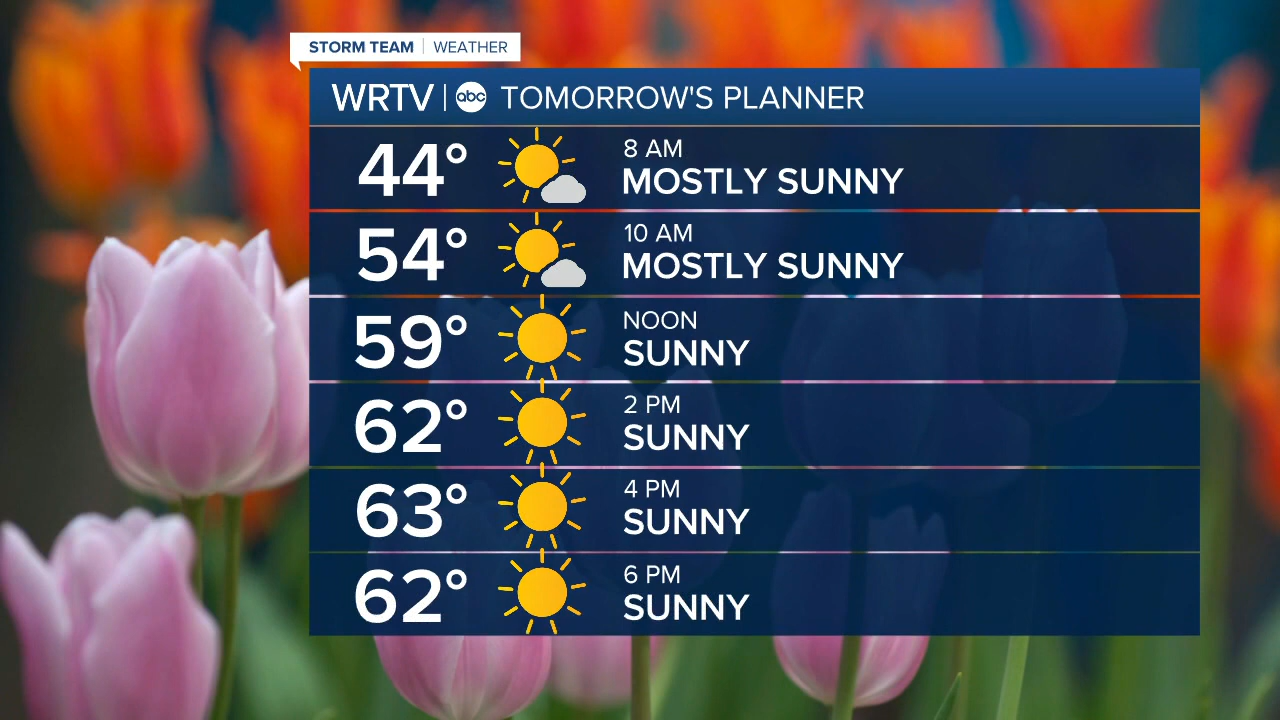 STORM TEAM | WEATHER
WRTV | abc TOMORROW'S PLANNER
44° 8 AM
MOSTLY SUNNY
54° 10 AM
MOSTLY SUNNY
59° NOON
SUNNY
62° 2 PM
SUNNY
63° 4 PM
SUNNY
62° 6 PM
SUNNY